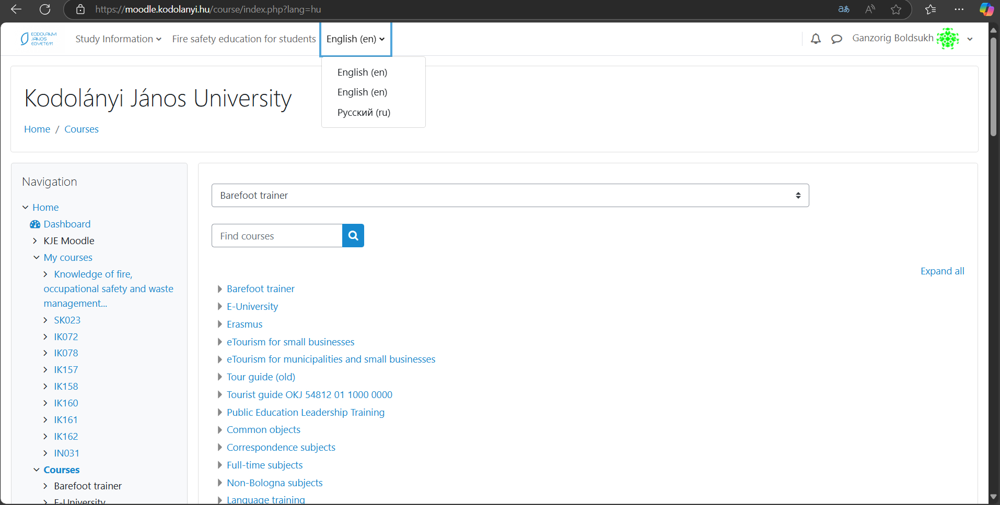 https://moodle.kodolanyi.hu/course/index.php?lang=hu
KODOLÁNYI
JÁNOS
EGYETEM
Study Information
Fire safety education for students
English (en)
Ganzorig Boldsukh
English (en)
English (en)
Русский (ru)
Kodolányi János University
Home / Courses
Navigation
Home
Dashboard
KJE Moodle
My courses
Knowledge of fire,
occupational safety and waste
management...
SK023
IK072
IK078
IK157
IK158
IK160
IK161
IK162
IN031
Courses
Barefoot trainer
E-University
Barefoot trainer
Find courses
Expand all
Barefoot trainer
E-University
Erasmus
eTourism for small businesses
eTourism for municipalities and small businesses
Tour guide (old)
Tourist guide OKJ 54812 01 1000 0000
Public Education Leadership Training
Common objects
Correspondence subjects
Full-time subjects
Non-Bologna subjects
Language training